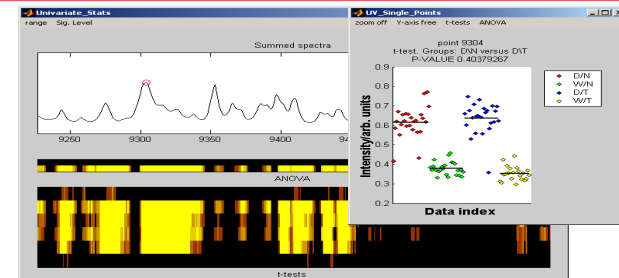 Univariate_Stats
range Sig. Level
Summed spectra
9250 9300 9350 9400
ANOVA
t-tests
UV_Single_Points
zoom off Y-axis free t-tests ANOVA
point 9304
t-test. Groups: D\N versus D\T
P-VALUE 0.40379267
0.9
0.8
0.7
0.6
0.5
0.4
0.3
0.2
Intensity/arb. units
Data index
D/N
W/N
D/T
W/T